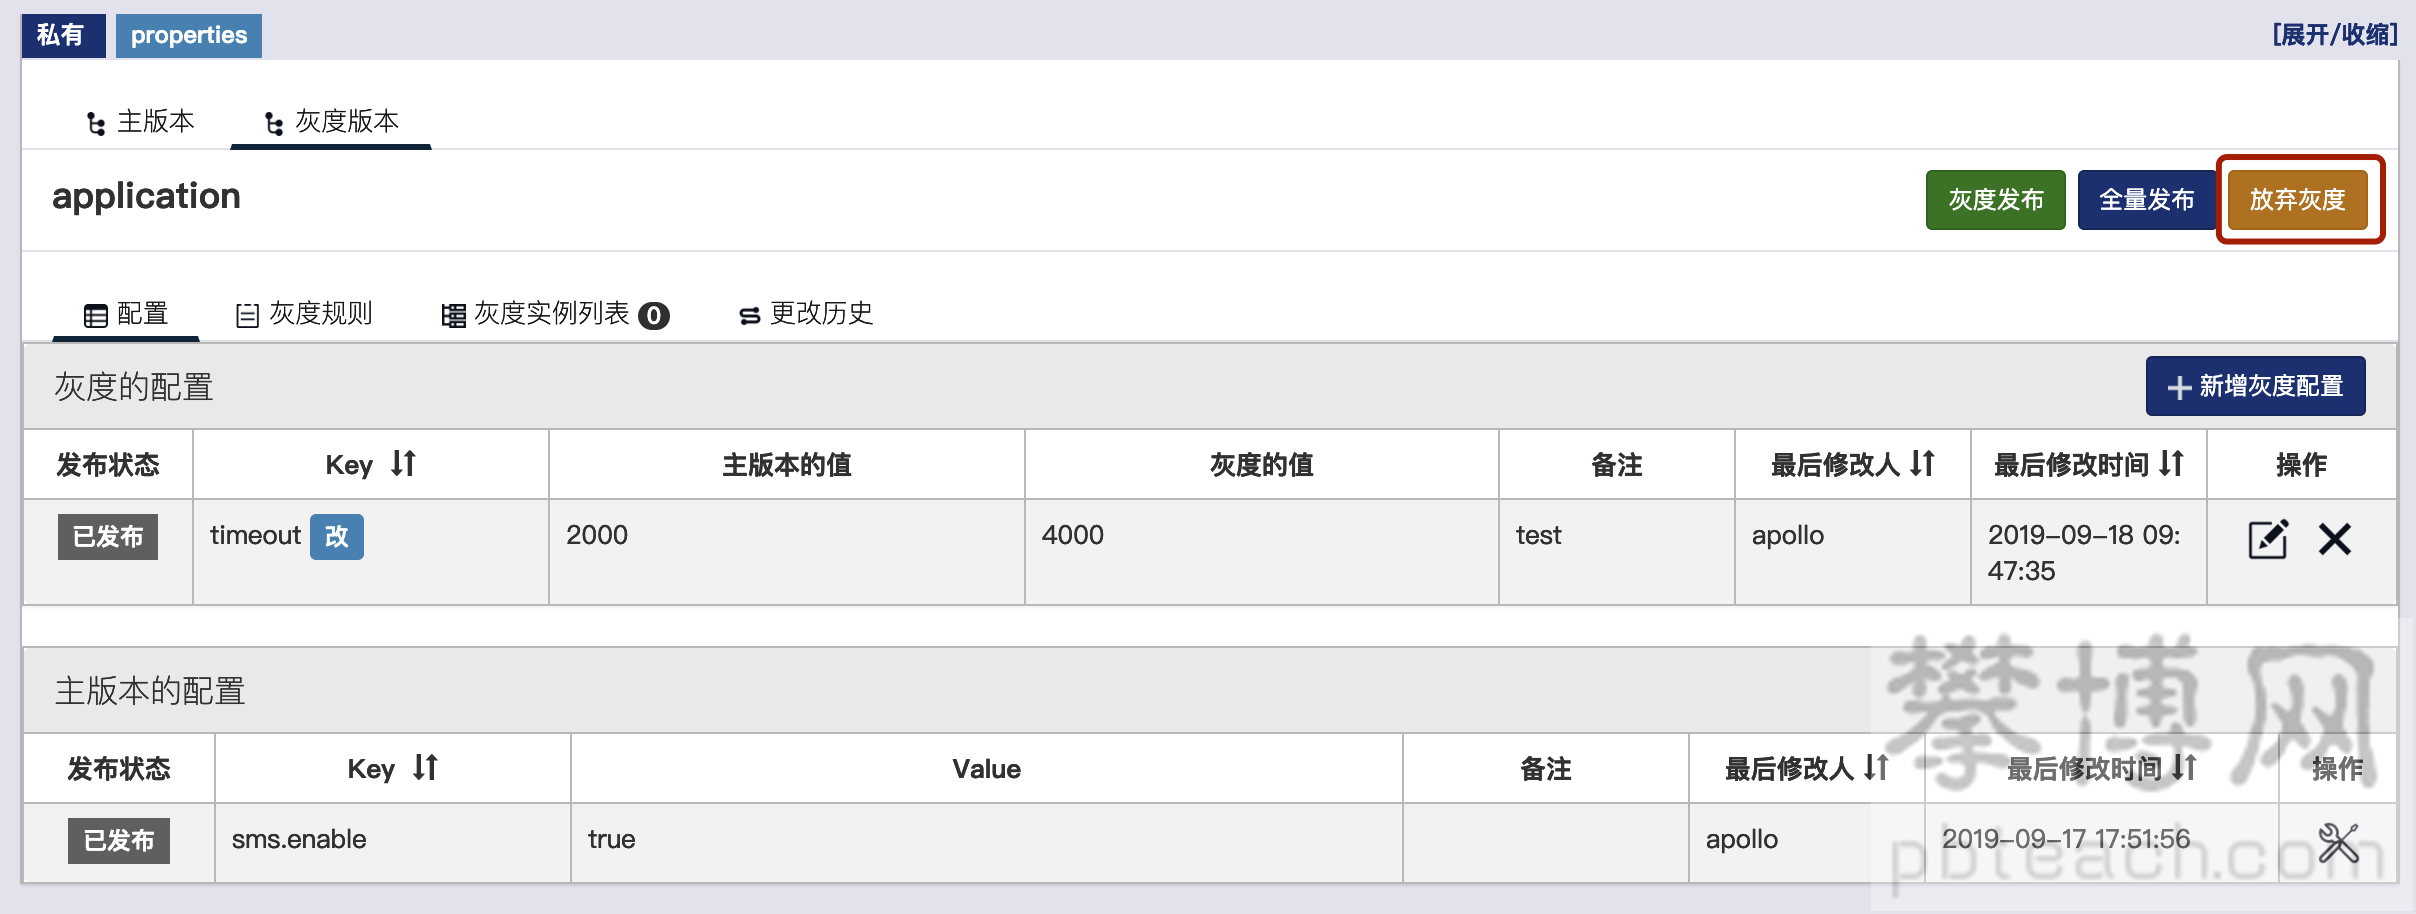 私有 properties [展开/收缩]
主版本 灰度版本
application 灰度发布 全量发布 放弃灰度
配置 灰度规则 灰度实例列表 0 更改历史
灰度的配置 新增灰度配置
发布状态 Key 主版本的值 灰度的值 备注 最后修改人 最后修改时间 操作
已发布 timeout 改 2000 4000 test apollo 2019-09-18 09:
47:35
主版本的配置
攀博网
发布状态 Key Value 备注 最后修改人 最后修改时间 操作
已发布 sms.enable true apollo 2019-09-17 17:51:56
pbteach.com